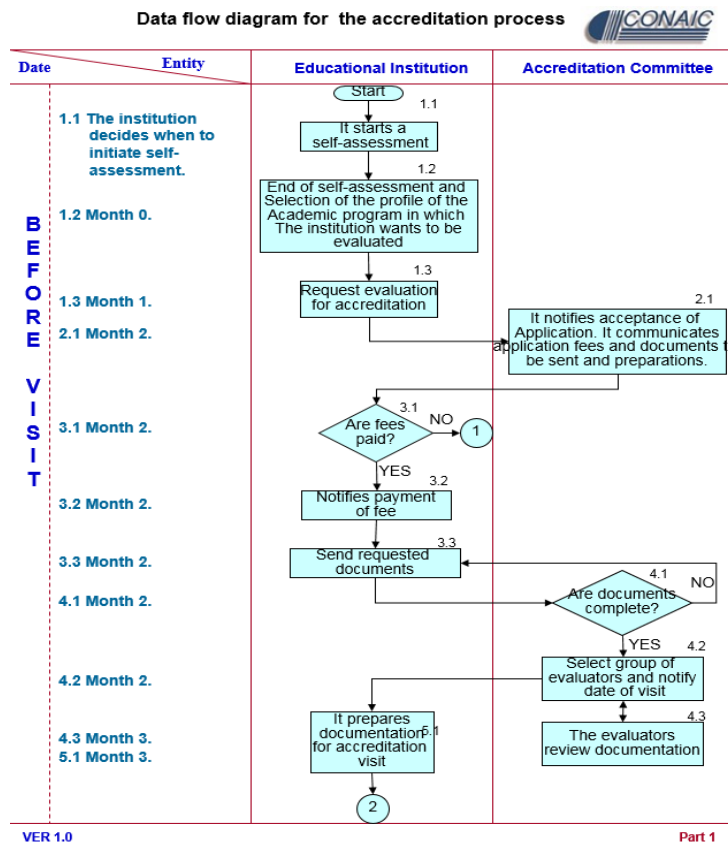 Data flow diagram for the accreditation process
CONAIC
Date
Entity
Educational Institution
Accreditation Committee
Start
1.1
1.1 The institution
decides when to
initiate self-
assessment.
It starts a
self-assessment
1.2
End of self-assessment and
Selection of the profile of the
Academic program in which
The institution wants to be
evaluated
1.2 Month 0.
BEFORE VISIT
1.3
Request evaluation
for accreditation
1.3 Month 1.
2.1 Month 2.
2.1
It notifies acceptance of
Application. It communicates
application fees and documents t
be sent and preparations.
3.1
Are fees
paid?
NO
1
3.1 Month 2.
YES
3.2
Notifies payment
of fee
3.2 Month 2.
3.3
Send requested
documents
3.3 Month 2.
4.1
Are documents
complete?
NO
4.1 Month 2.
YES
4.2
Select group of
evaluators and notify
date of visit
4.2 Month 2.
4.3
The evaluators
review documentation
It prepares
documentation
for accreditation
visit
5.1
4.3 Month 3.
5.1 Month 3.
2
VER 1.0
Part 1